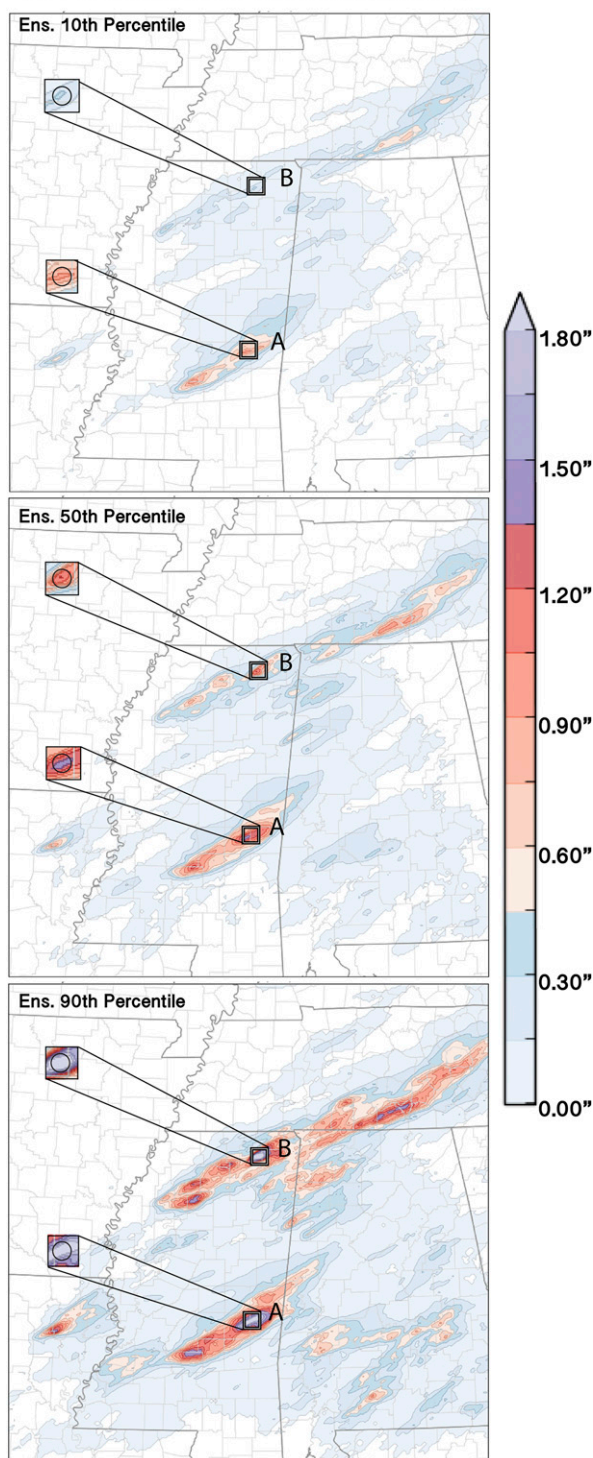 Ens. 10th Percentile
B
A
Ens. 50th Percentile
B
A
Ens. 90th Percentile
B
A
1.80”
1.50”
1.20”
0.90”
0.60”
0.30”
0.00”